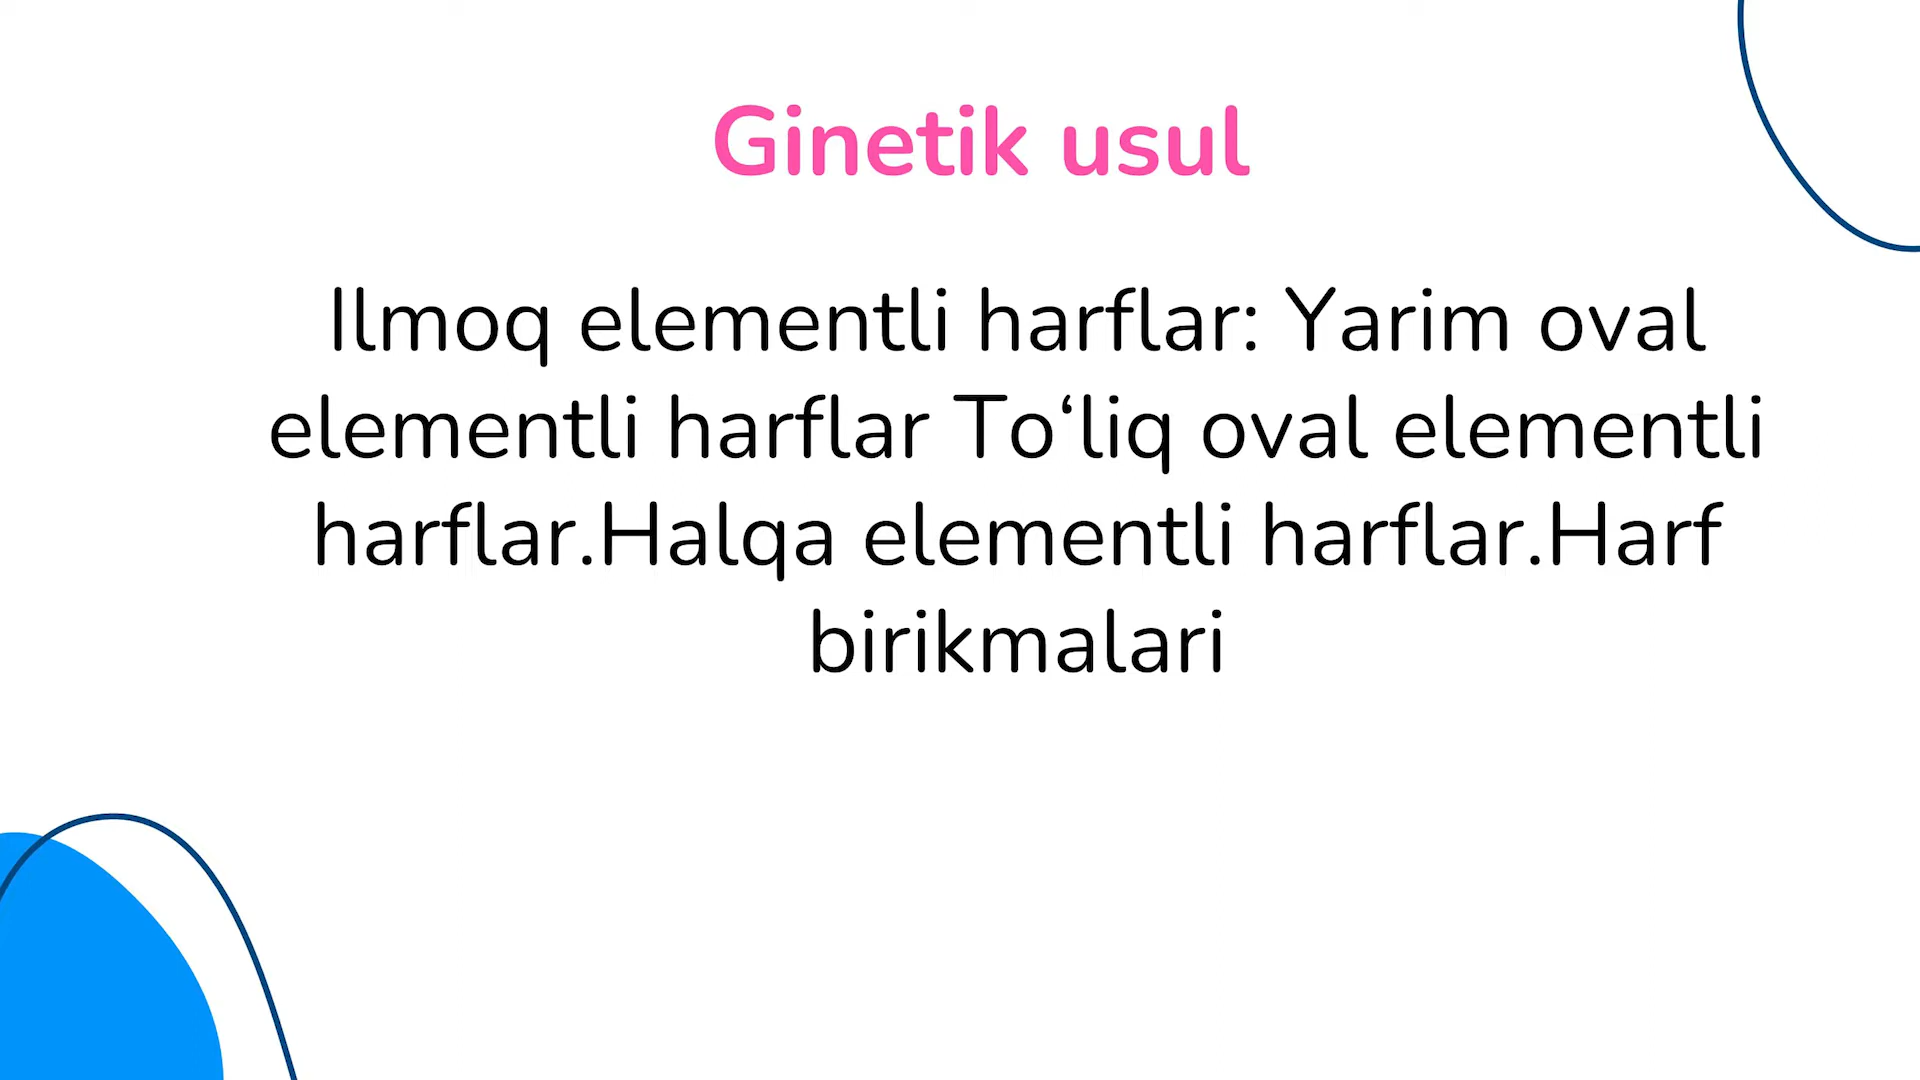 Ginetik usul
Ilmoq elementli harflar: Yarim oval
elementli harflar To‘liq oval elementli
harflar.Halqa elementli harflar.Harf
birikmalari